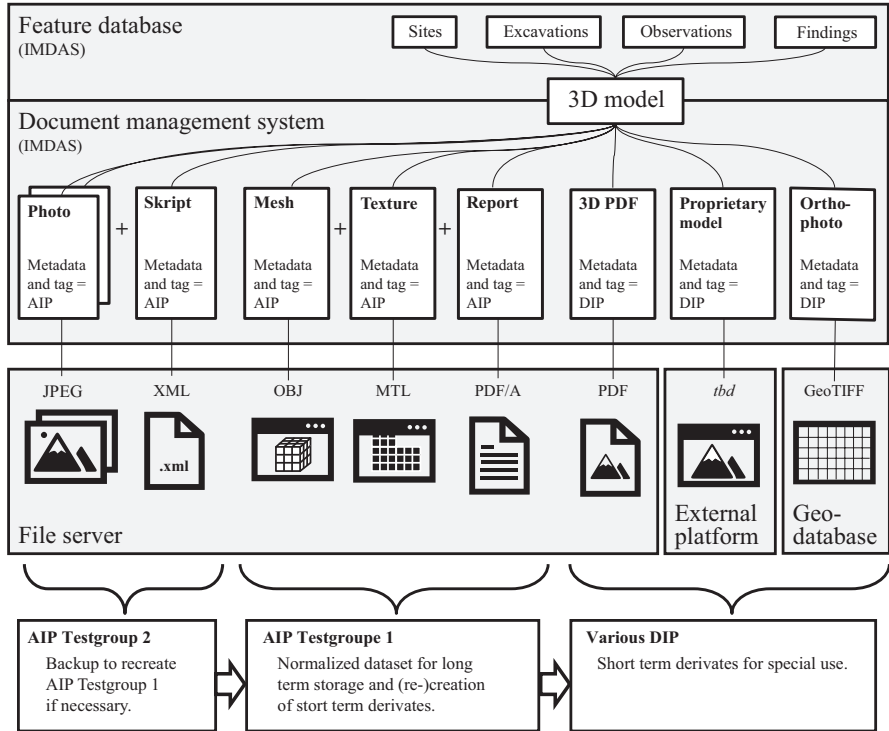 Feature database
(IMDAS)
Sites
Excavations
Observations
Findings
3D model
Document management system
(IMDAS)
Photo
Metadata
and tag =
AIP
+
Skript
Metadata
and tag =
AIP
Mesh
Metadata
and tag =
AIP
+
Texture
Metadata
and tag =
AIP
+
Report
Metadata
and tag =
AIP
3D PDF
Metadata
and tag =
DIP
Proprietary
model
Metadata
and tag =
DIP
Ortho-
photo
Metadata
and tag =
DIP
JPEG
XML
OBJ
MTL
PDF/A
PDF
tbd
GeoTIFF
.xml
File server
External
platform
Geo-
database
AIP Testgroup 2
Backup to recreate
AIP Testgroup 1
if necessary.
AIP Testgroupe 1
Normalized dataset for long
term storage and (re-)creation
of stort term derivates.
Various DIP
Short term derivates for special use.